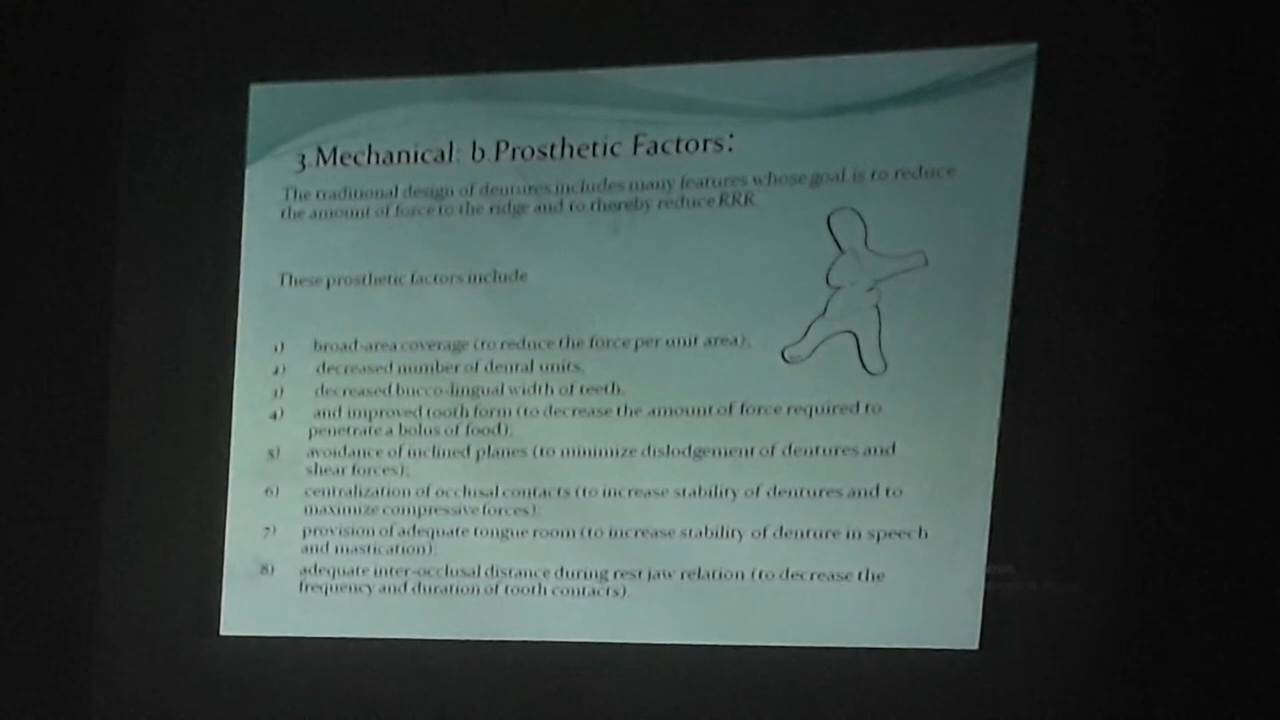 3.Mechanical: b.Prosthetic Factors:
The traditional design of dentures includes many features whose goal is to reduce
the amount of force to the ridge and to thereby reduce RRR.
These prosthetic factors include
1) broad-area coverage (to reduce the force per unit area);
2) decreased number of dental units;
3) decreased bucco-lingual width of teeth;
4) and improved tooth form (to decrease the amount of force required to
penetrate a bolus of food);
5) avoidance of inclined planes (to minimize dislodgement of dentures and
shear forces);
6) centralization of occlusal contacts (to increase stability of dentures and to
maximize compressive forces);
7) provision of adequate tongue room (to increase stability of denture in speech
and mastication);
8) adequate inter-occlusal distance during rest jaw relation (to decrease the
frequency and duration of tooth contacts).